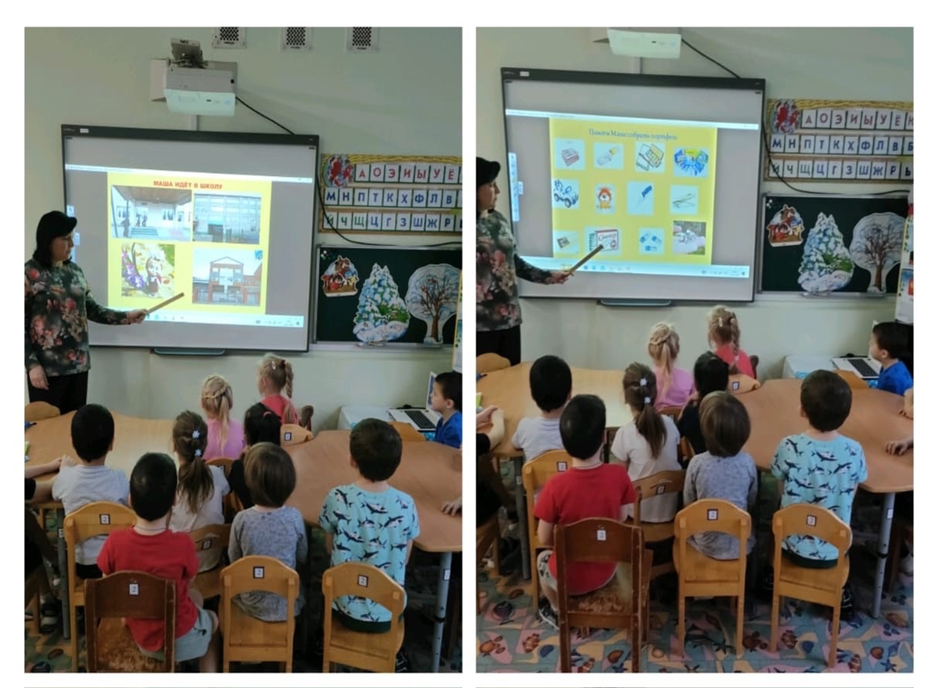 МАША ИДЁТ В ШКОЛУ
А О Э И Ы У Ё
М Н П Т К Х Ф Л В
Й Ч Щ Ц Г З Ш Ж Р
Помоги Маше собрать портфель
А О Э И Ы У Ё К
М Н П Т К Х Ф Л В Б
Й Ч Щ Ц Г З Ш Ж Р Ь